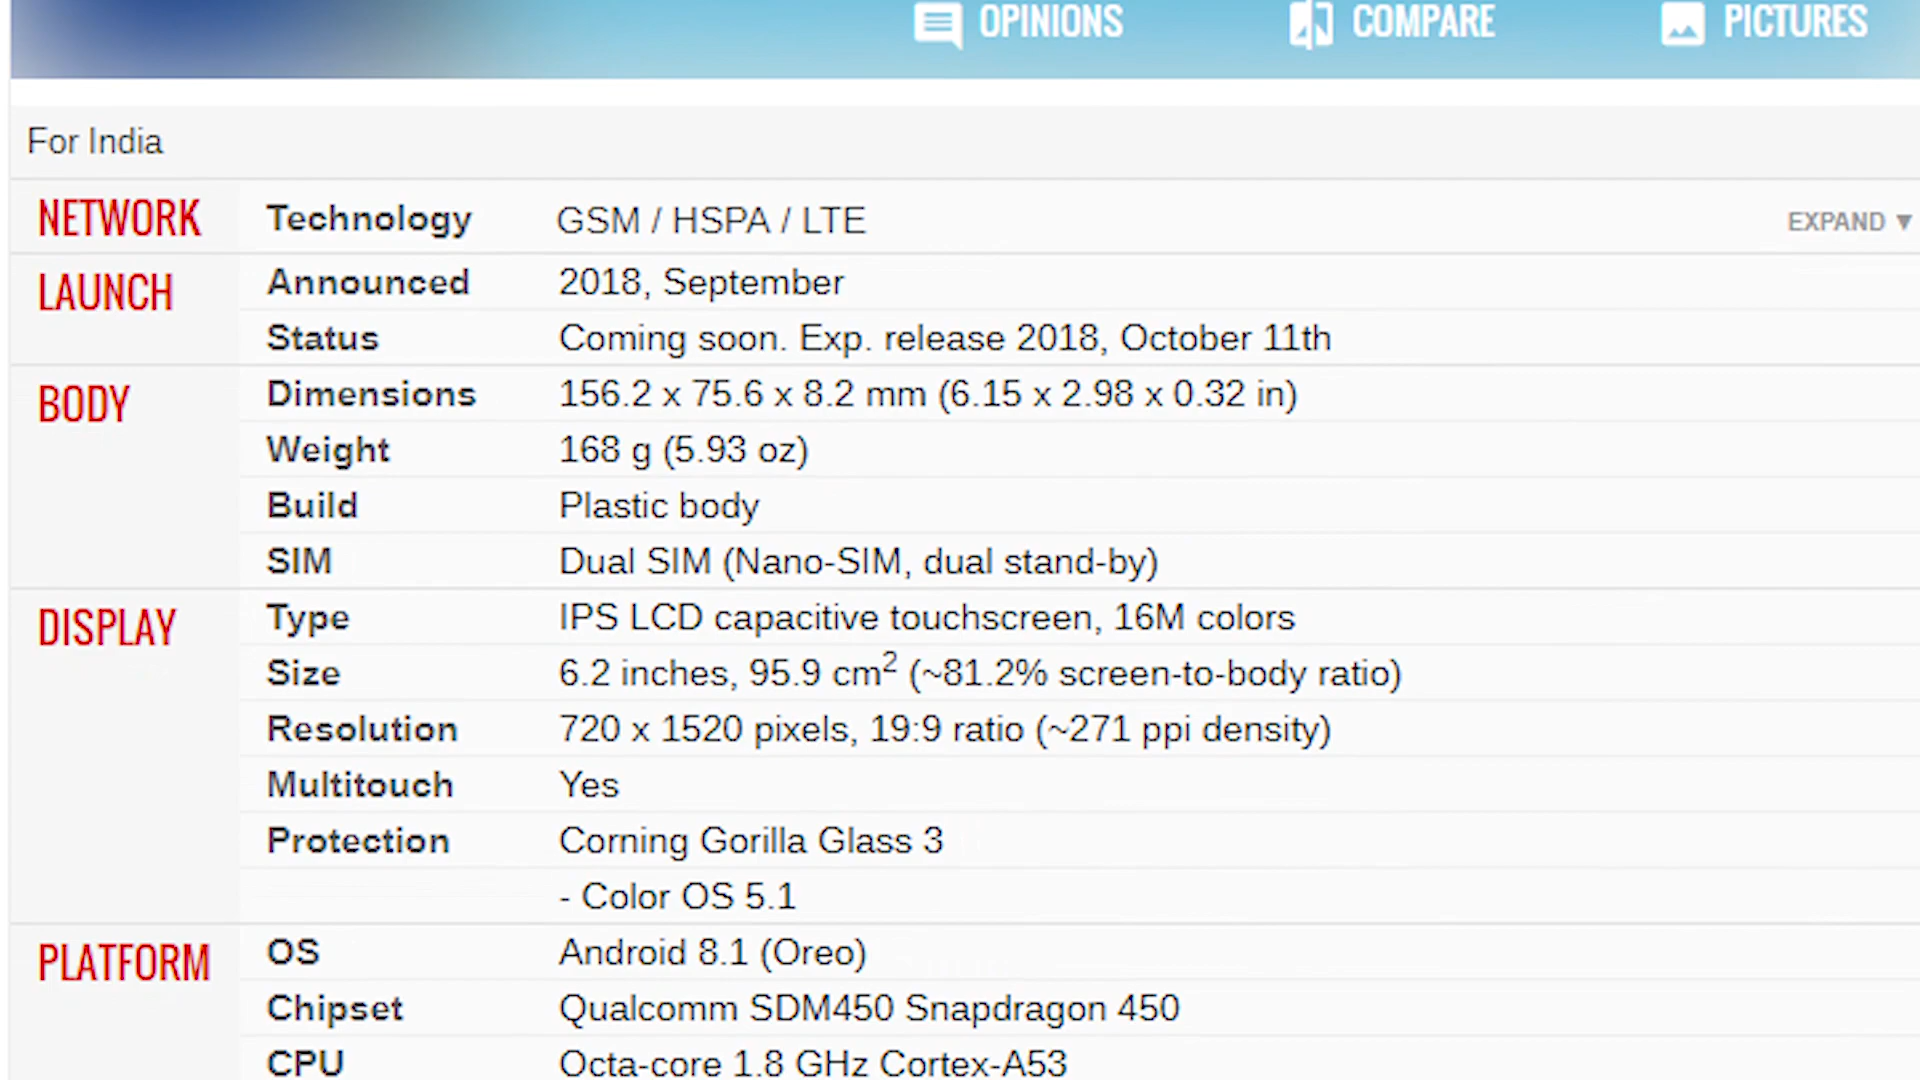 OPINIONS COMPARE PICTURES
For India
NETWORK Technology GSM / HSPA / LTE EXPAND ▼
LAUNCH Announced 2018, September
Status Coming soon. Exp. release 2018, October 11th
BODY Dimensions 156.2 x 75.6 x 8.2 mm (6.15 x 2.98 x 0.32 in)
Weight 168 g (5.93 oz)
Build Plastic body
SIM Dual SIM (Nano-SIM, dual stand-by)
DISPLAY Type IPS LCD capacitive touchscreen, 16M colors
Size 6.2 inches, 95.9 cm² (~81.2% screen-to-body ratio)
Resolution 720 x 1520 pixels, 19:9 ratio (~271 ppi density)
Multitouch Yes
Protection Corning Gorilla Glass 3
- Color OS 5.1
PLATFORM OS Android 8.1 (Oreo)
Chipset Qualcomm SDM450 Snapdragon 450
CPU Octa-core 1.8 GHz Cortex-A53